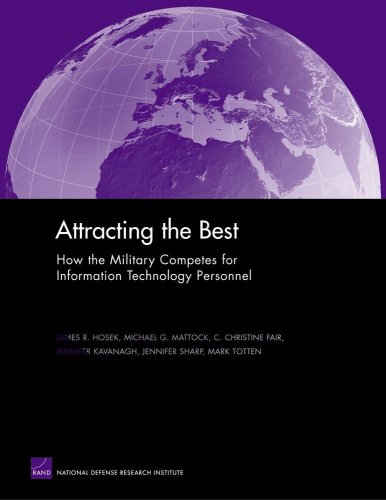 Attracting the Best
How the Military Competes for
Information Technology Personnel
JAMES R. HOSEK, MICHAEL G. MATTOCK, C. CHRISTINE FAIR,
JENNIFER KAVANAGH, JENNIFER SHARP, MARK TOTTEN
RAND
NATIONAL DEFENSE RESEARCH INSTITUTE